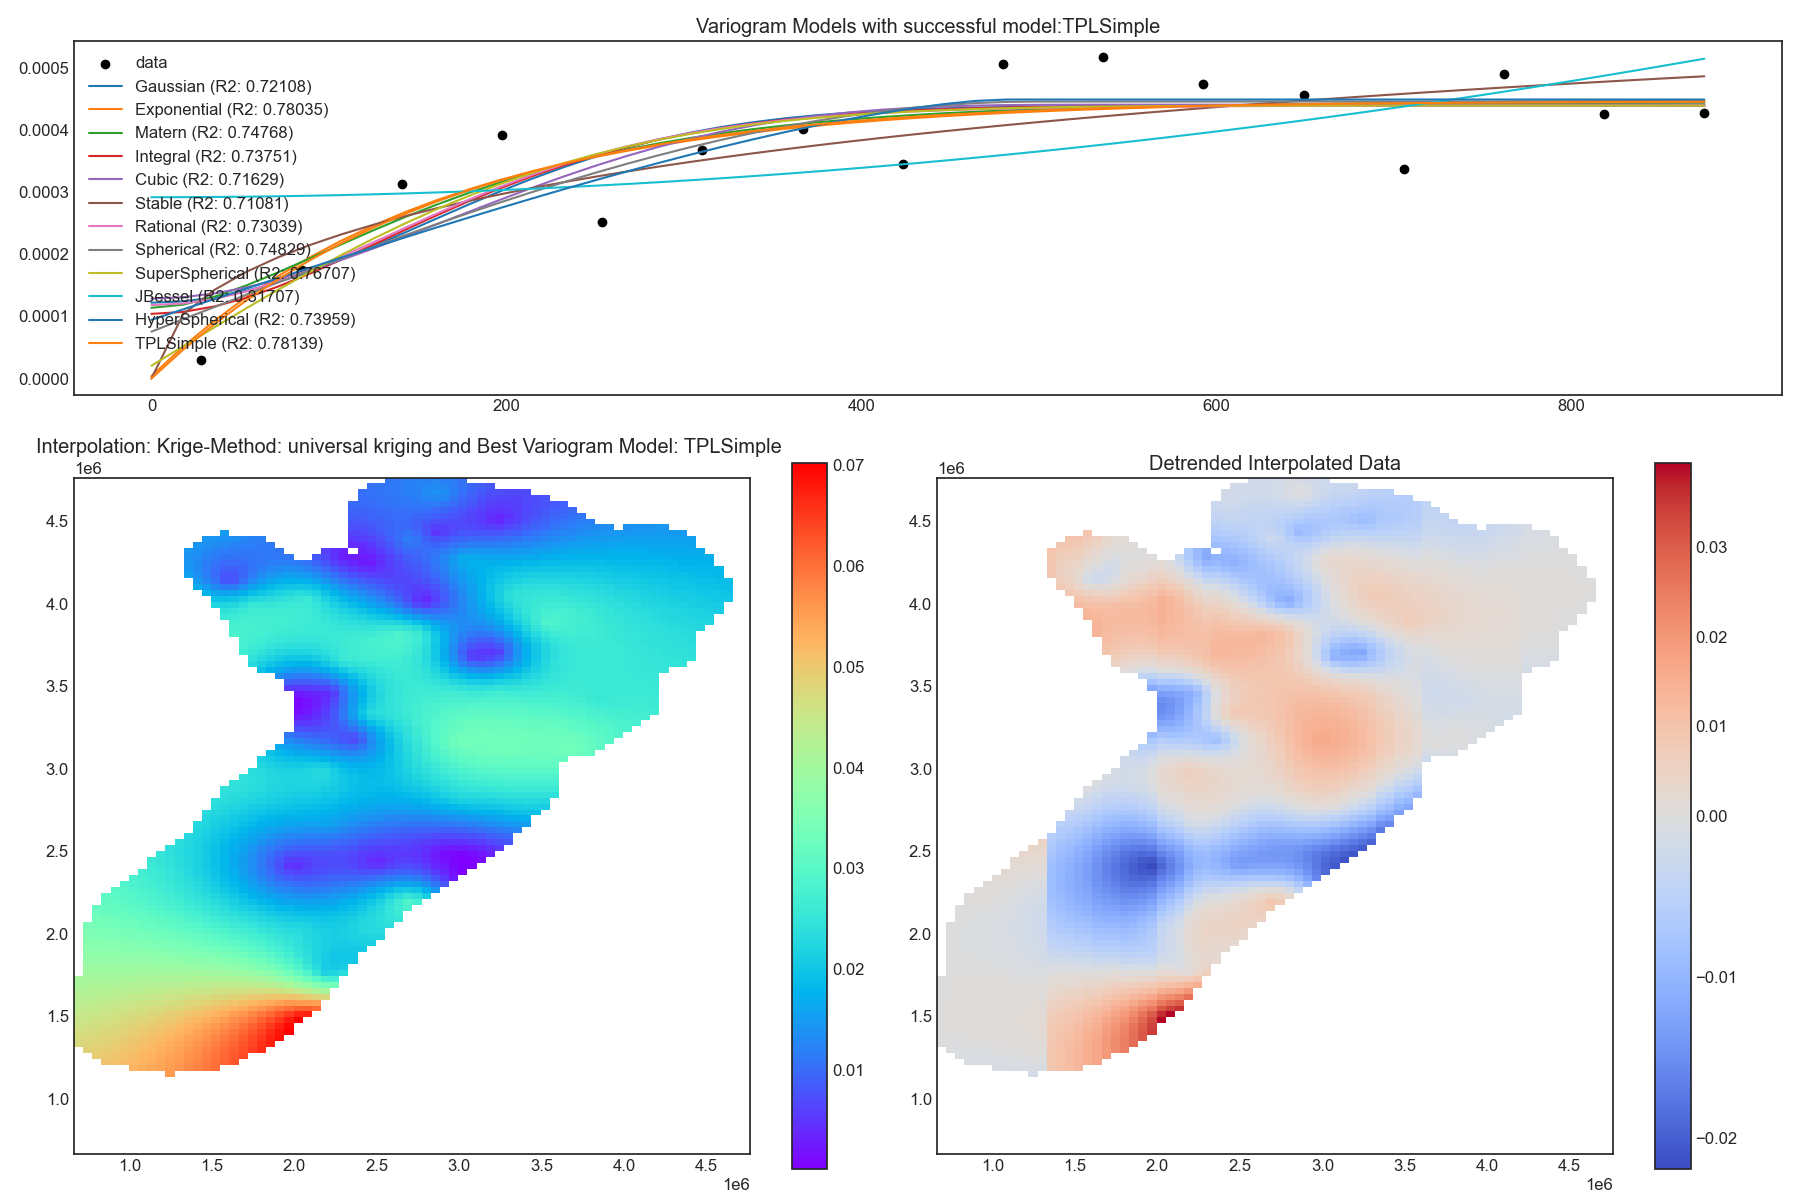 Variogram Models with successful model:TPLSimple
0.0005
0.0004
0.0003
0.0002
0.0001
0.0000
data
Gaussian (R2: 0.72108)
Exponential (R2: 0.78035)
Matern (R2: 0.74768)
Integral (R2: 0.73751)
Cubic (R2: 0.71629)
Stable (R2: 0.71081)
Rational (R2: 0.73039)
Spherical (R2: 0.74829)
SuperSpherical (R2: 0.76707)
JBessel (R2: 0.31707)
HyperSpherical (R2: 0.73959)
TPLSimple (R2: 0.78139)
0 200 400 600 800
Interpolation: Krige-Method: universal kriging and Best Variogram Model: TPLSimple
1e6
4.5
4.0
3.5
3.0
2.5
2.0
1.5
1.0
1.0 1.5 2.0 2.5 3.0 3.5 4.0 4.5
1e6
0.07
0.06
0.05
0.04
0.03
0.02
0.01
Detrended Interpolated Data
1e6
4.5
4.0
3.5
3.0
2.5
2.0
1.5
1.0
1.0 1.5 2.0 2.5 3.0 3.5 4.0 4.5
1e6
0.03
0.02
0.01
0.00
−0.01
−0.02